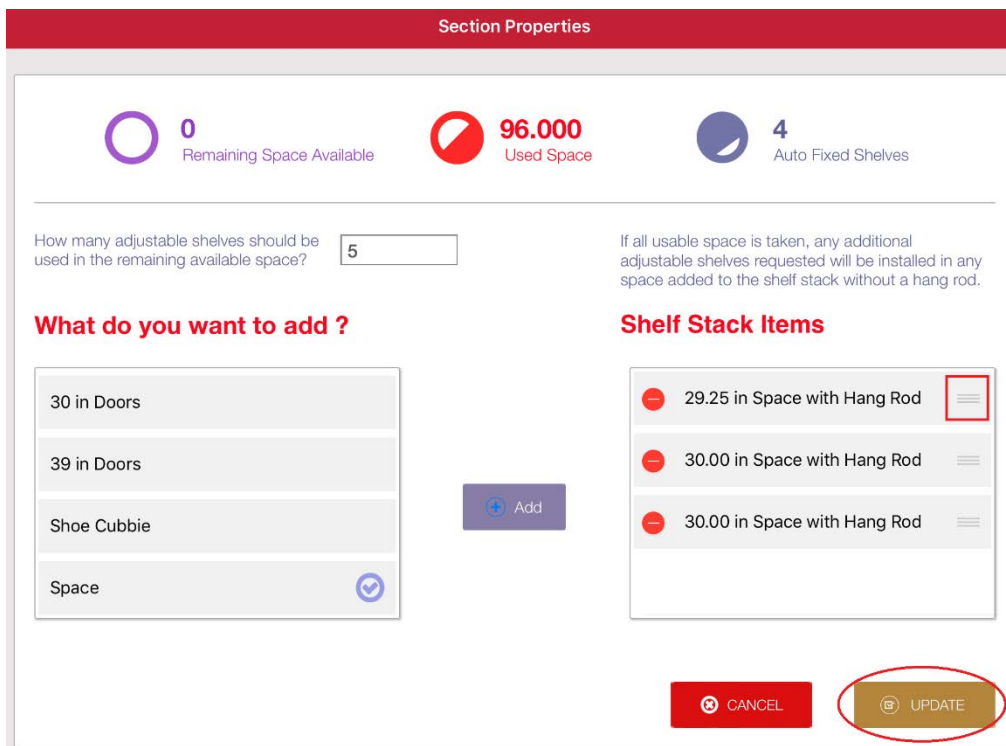 Section Properties
0
Remaining Space Available
96.000
Used Space
4
Auto Fixed Shelves
How many adjustable shelves should be
used in the remaining available space?
5
If all usable space is taken, any additional
adjustable shelves requested will be installed in any
space added to the shelf stack without a hang rod.
What do you want to add ?
Shelf Stack Items
30 in Doors
39 in Doors
Shoe Cubbie
Space
Add
29.25 in Space with Hang Rod
30.00 in Space with Hang Rod
30.00 in Space with Hang Rod
CANCEL
UPDATE